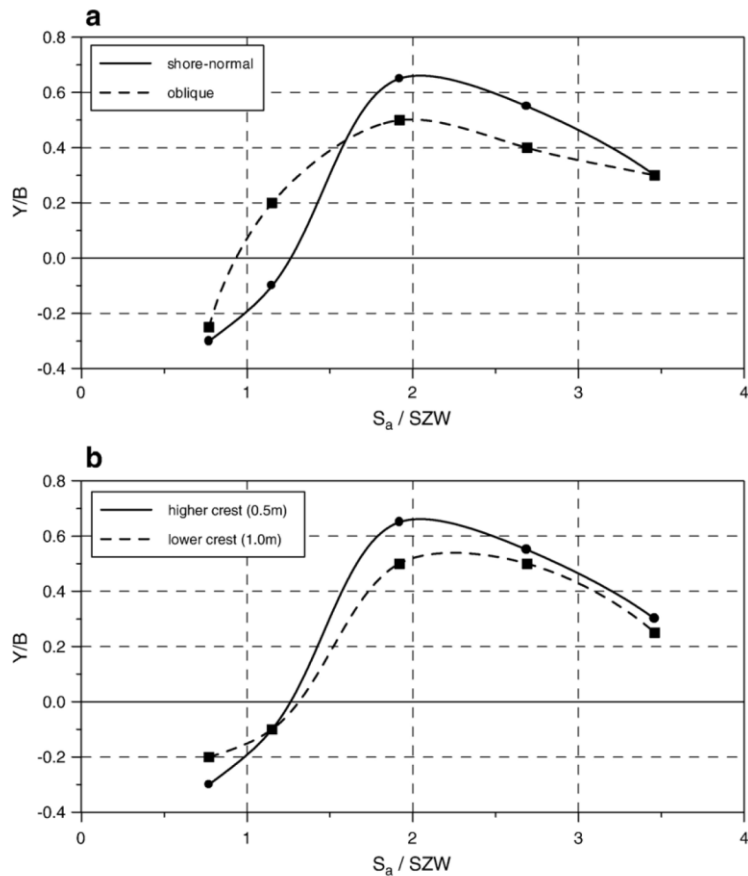 a
0.8
0.6
0.4
0.2
0.0
-0.2
-0.4
Y/B
shore-normal
oblique
0 1 2 3 4
Sa / SZW
b
0.8
0.6
0.4
0.2
0.0
-0.2
-0.4
Y/B
higher crest (0.5m)
lower crest (1.0m)
0 1 2 3 4
Sa / SZW